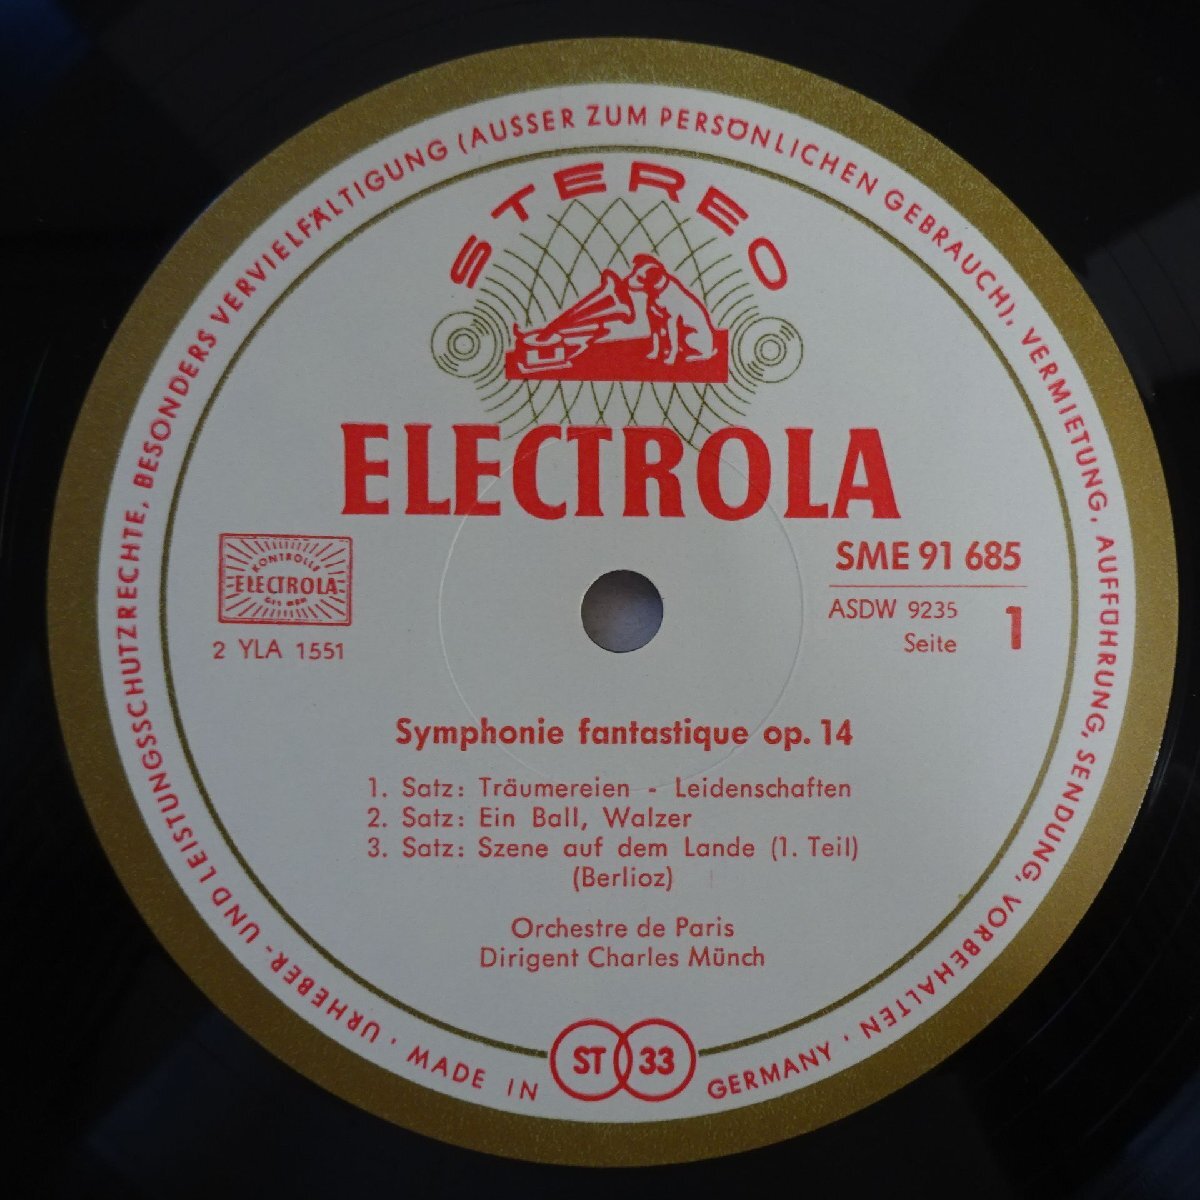 URHEBER- UND LEISTUNGSSCHUTZRECHTE, BESONDERS VERVIELFÄLTIGUNG (AUSSER ZUM PERSÖNLICHEN GEBRAUCH), VERMIETUNG, AUFFÜHRUNG, SENDUNG, VORBEHALTEN · MADE IN GERMANY ·
STEREO
ELECTROLA
KONTROLLE
ELECTROLA
SME 91 685
ASDW 9235
Seite 1
2 YLA 1551
Symphonie fantastique op. 14
1. Satz: Träumereien - Leidenschaften
2. Satz: Ein Ball, Walzer
3. Satz: Szene auf dem Lande (1. Teil)
(Berlioz)
Orchestre de Paris
Dirigent Charles Münch
ST 33